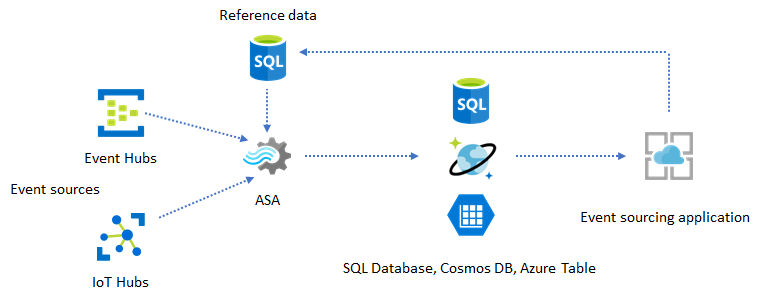 Reference data
SQL
SQL
Event Hubs
Event sources
ASA
Event sourcing application
IoT Hubs
SQL Database, Cosmos DB, Azure Table